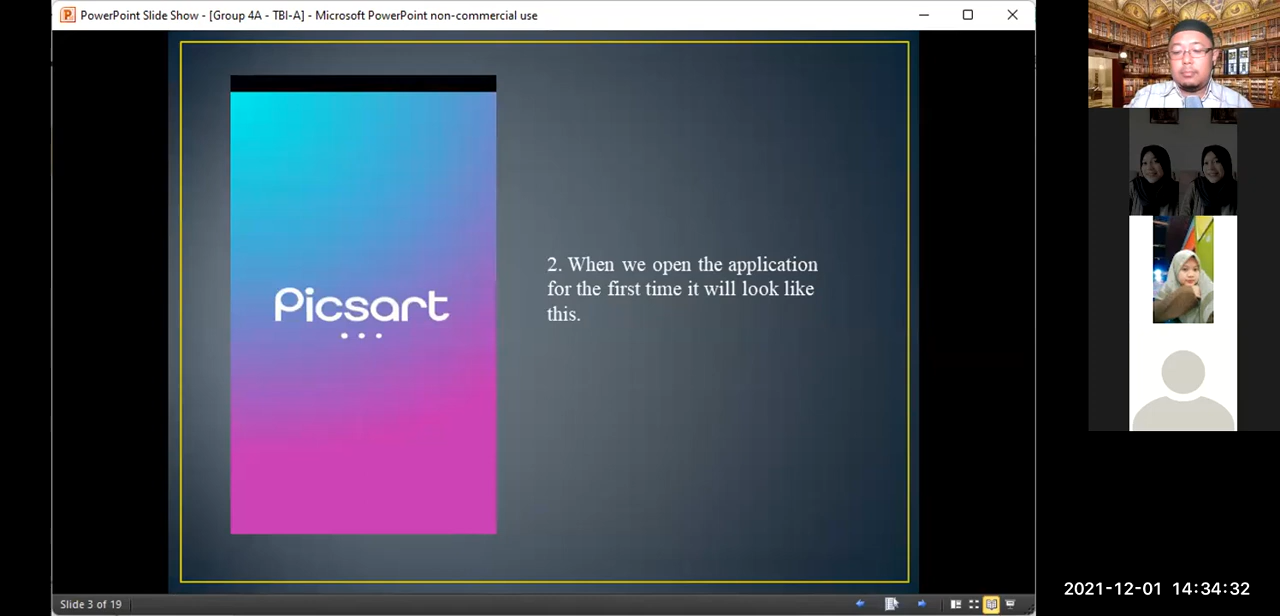 PowerPoint Slide Show - [Group 4A - TBI-A] - Microsoft PowerPoint non-commercial use
Picsart
2. When we open the application
for the first time it will look like
this.
Slide 3 of 19
2021-12-01 14:34:32